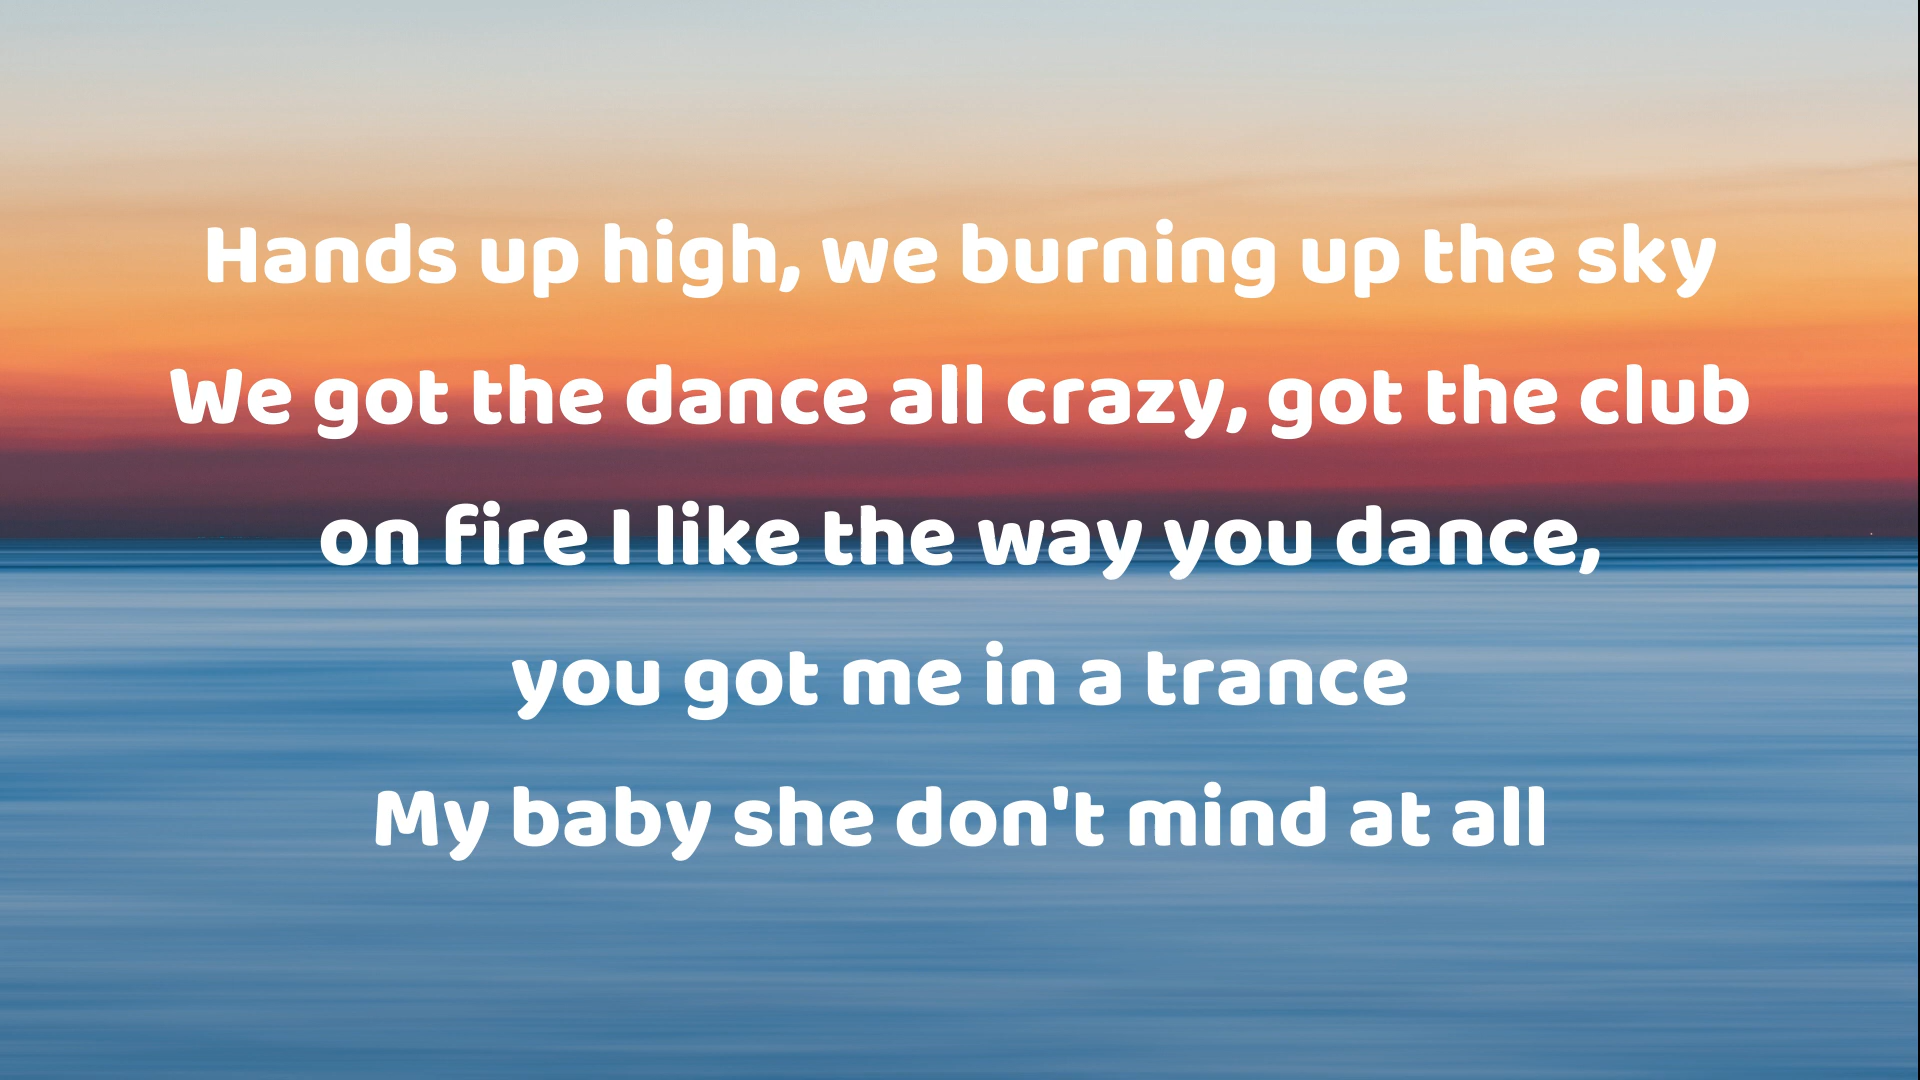 Hands up high, we burning up the sky
We got the dance all crazy, got the club
on fire I like the way you dance,
you got me in a trance
My baby she don't mind at all